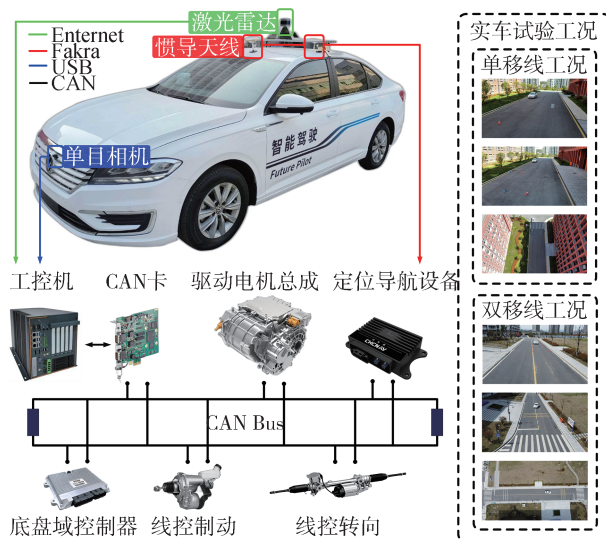 激光雷达
惯导天线
Enternet
Fakra
USB
CAN
单目相机
智能驾驶
Future Pilot
工控机
CAN卡
驱动电机总成
定位导航设备
CHCNAV
CAN Bus
底盘域控制器
线控制动
线控转向
实车试验工况
单移线工况
双移线工况